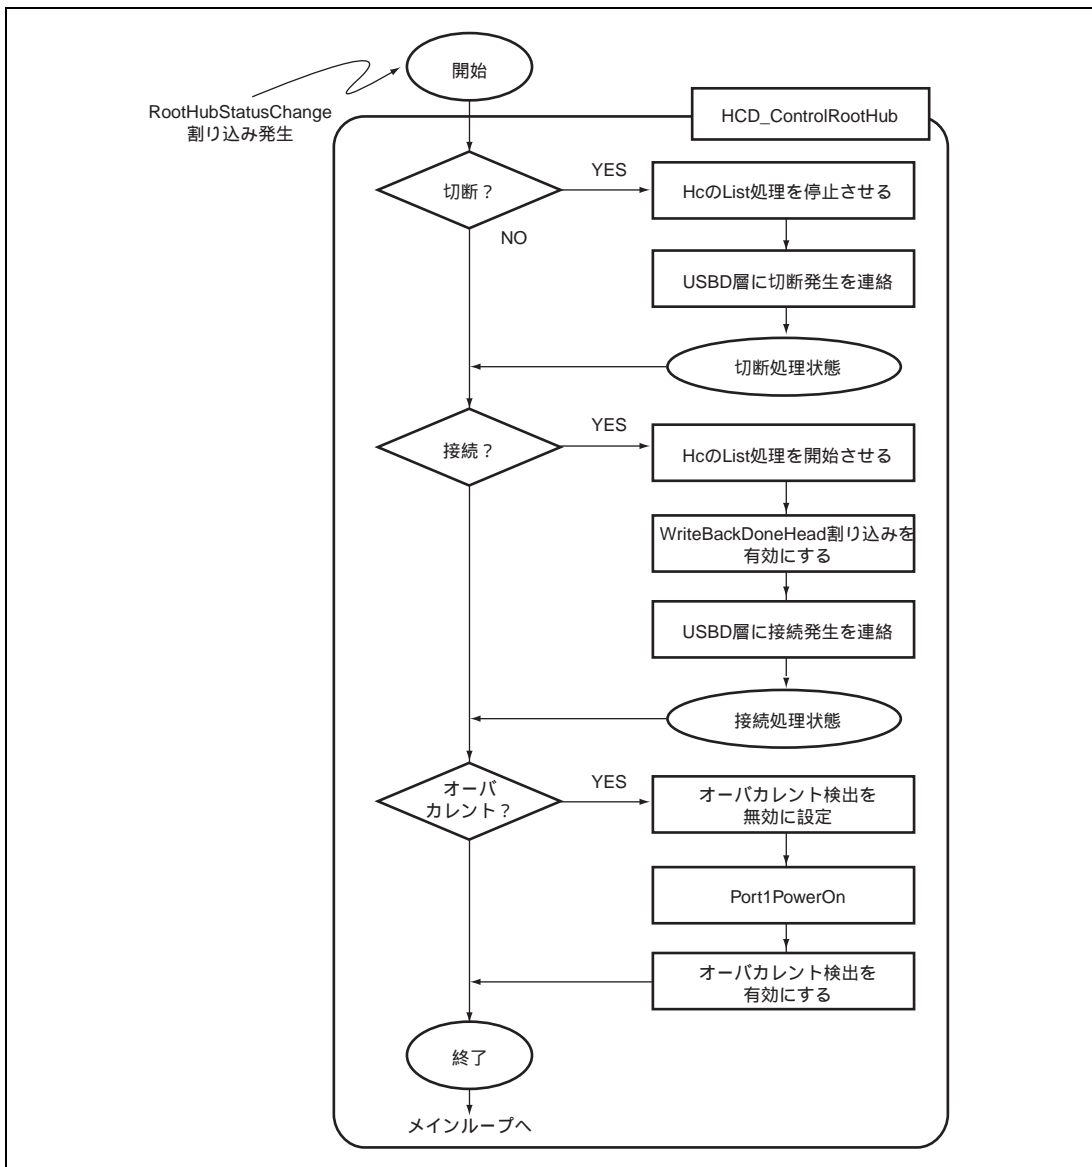 開始
RootHubStatusChange
割り込み発生
HCD_ControlRootHub
切断？
YES
NO
HcのList処理を停止させる
USBD層に切断発生を連絡
切断処理状態
接続？
YES
HcのList処理を開始させる
WriteBackDoneHead割り込みを
有効にする
USBD層に接続発生を連絡
接続処理状態
オーバ
カレント？
YES
オーバカレント検出を
無効に設定
Port1PowerOn
オーバカレント検出を
有効にする
終了
メインループへ